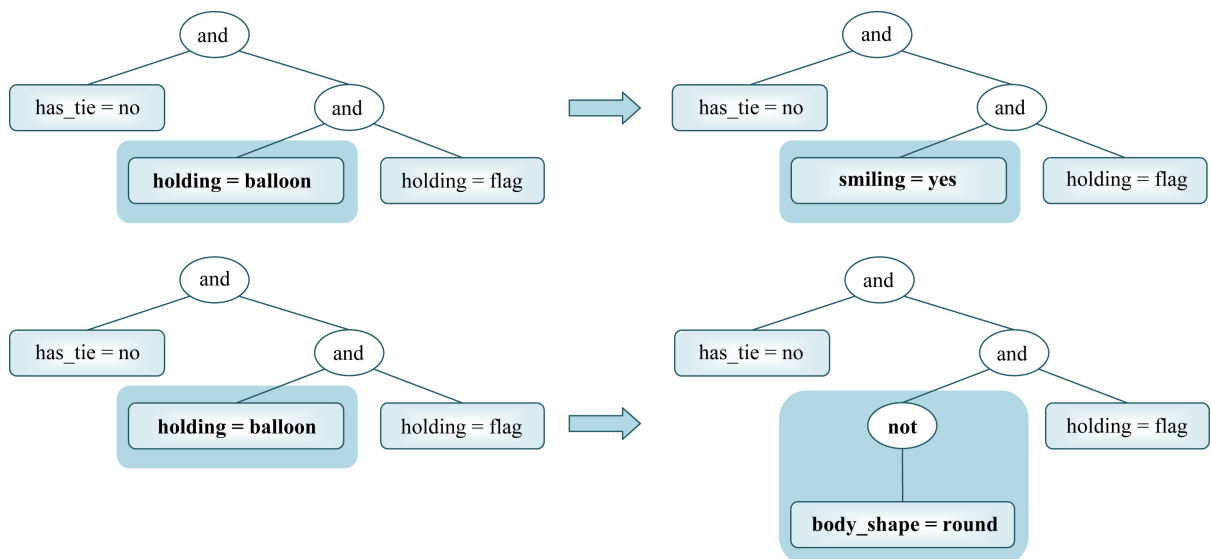 and
and
has_tie = no
and
has_tie = no
and
holding = balloon
holding = flag
smiling = yes
holding = flag
and
and
has_tie = no
and
has_tie = no
and
holding = balloon
holding = flag
not
holding = flag
body_shape = round